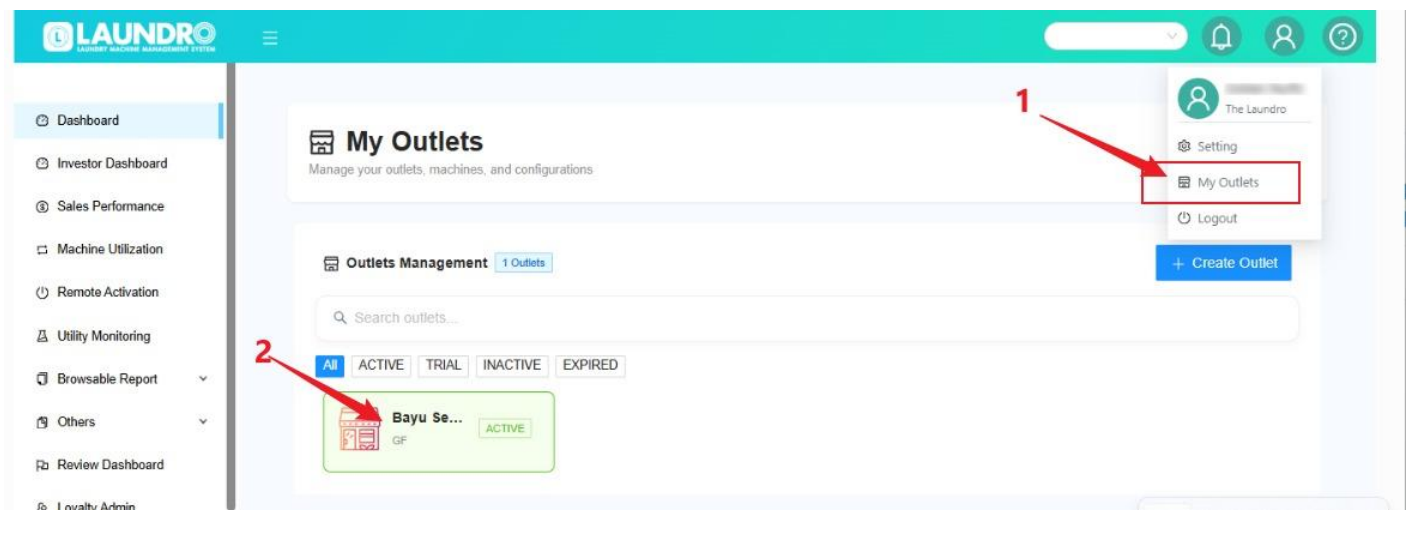 LAUNDRO
LAUNDRY MACHINE MANAGEMENT SYSTEM
The Laundro
Setting
My Outlets
Logout
1
Dashboard
Investor Dashboard
Sales Performance
Machine Utilization
Remote Activation
Utility Monitoring
Browsable Report
Others
Review Dashboard
Loyalty Admin
My Outlets
Manage your outlets, machines, and configurations
Outlets Management 1 Outlets
+ Create Outlet
Search outlets...
2
All ACTIVE TRIAL INACTIVE EXPIRED
Bayu Se... ACTIVE
GF